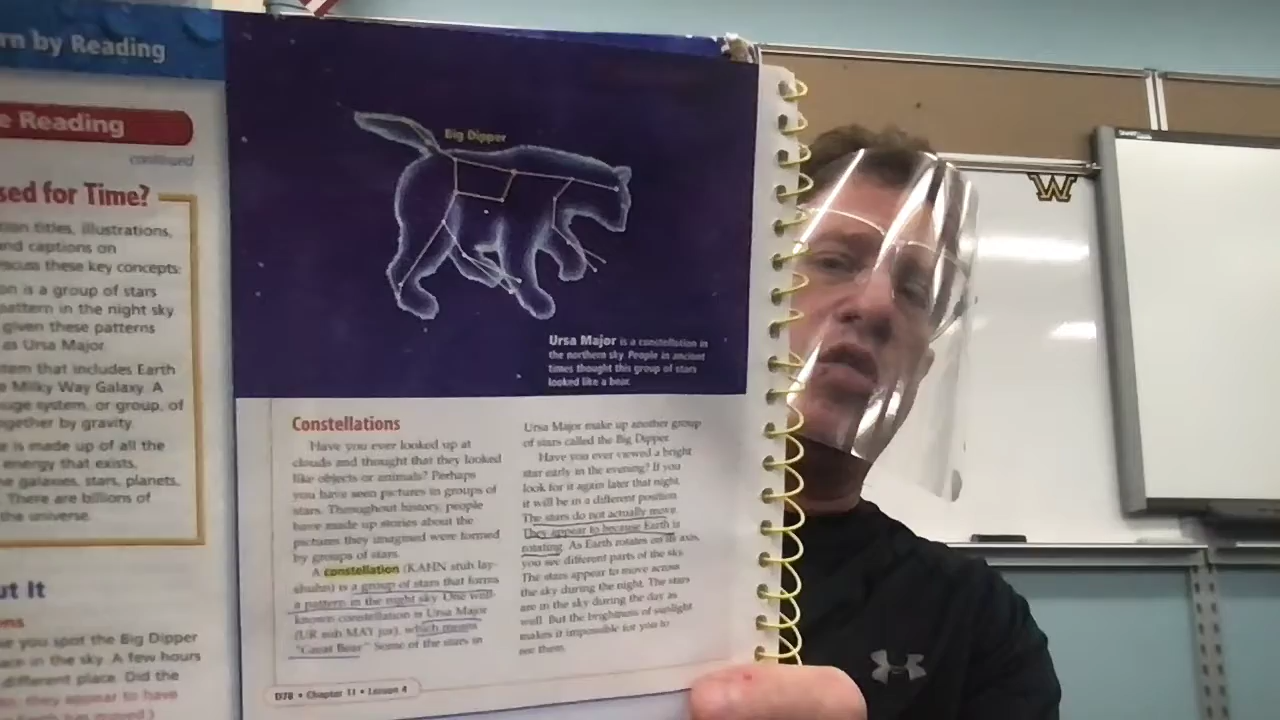 rn by Reading
e Reading
continued
sed for Time?
tion titles, illustrations,
and captions on
iscuss these key concepts:
on is a group of stars
pattern in the night sky.
given these patterns
as Ursa Major.
tem that includes Earth
e Milky Way Galaxy. A
uge system, or group, of
ogether by gravity.
e is made up of all the
energy that exists,
e galaxies, stars, planets,
There are billions of
the universe.
ut It
ons
e you spot the Big Dipper
ace in the sky. A few hours
different place. Did the
they appear to have
Big Dipper
Ursa Major is a constellation in
the northern sky. People in ancient
times thought this group of stars
looked like a bear.
Constellations
Have you ever looked up at
clouds and thought that they looked
like objects or animals? Perhaps
you have seen pictures in groups of
stars. Throughout history, people
have made up stories about the
pictures they imagined were formed
by groups of stars.
A constellation (KAHN stuh lay-
shuhn) is a group of stars that forms
a pattern in the night sky. One well-
known constellation is Ursa Major
(UR suh MAY jur), which means
"Great Bear." Some of the stars in
D78 • Chapter 11 • Lesson 4
Ursa Major make up another group
of stars called the Big Dipper.
Have you ever viewed a bright
star early in the evening? If you
look for it again later that night,
it will be in a different position.
The stars do not actually move.
They appear to because Earth is
rotating. As Earth rotates on its axis,
you see different parts of the sky.
The stars appear to move across
the sky during the night. The stars
are in the sky during the day as
well. But the brightness of sunlight
makes it impossible for you to
see them.
W
SMART